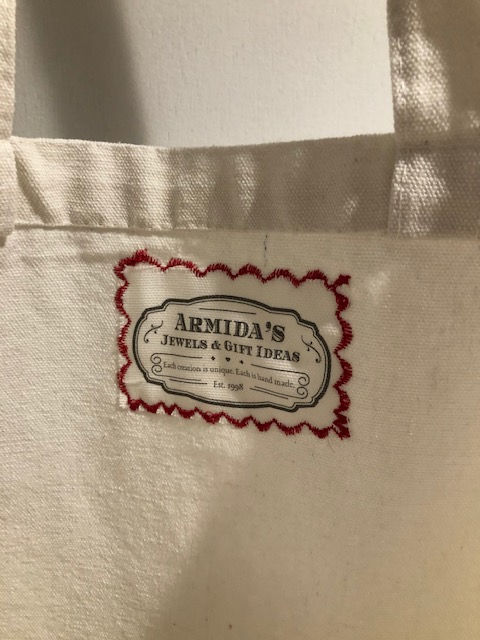 ARMIDA'S
JEWELS & GIFT IDEAS
Each creation is unique. Each is hand made.
Est. 1998